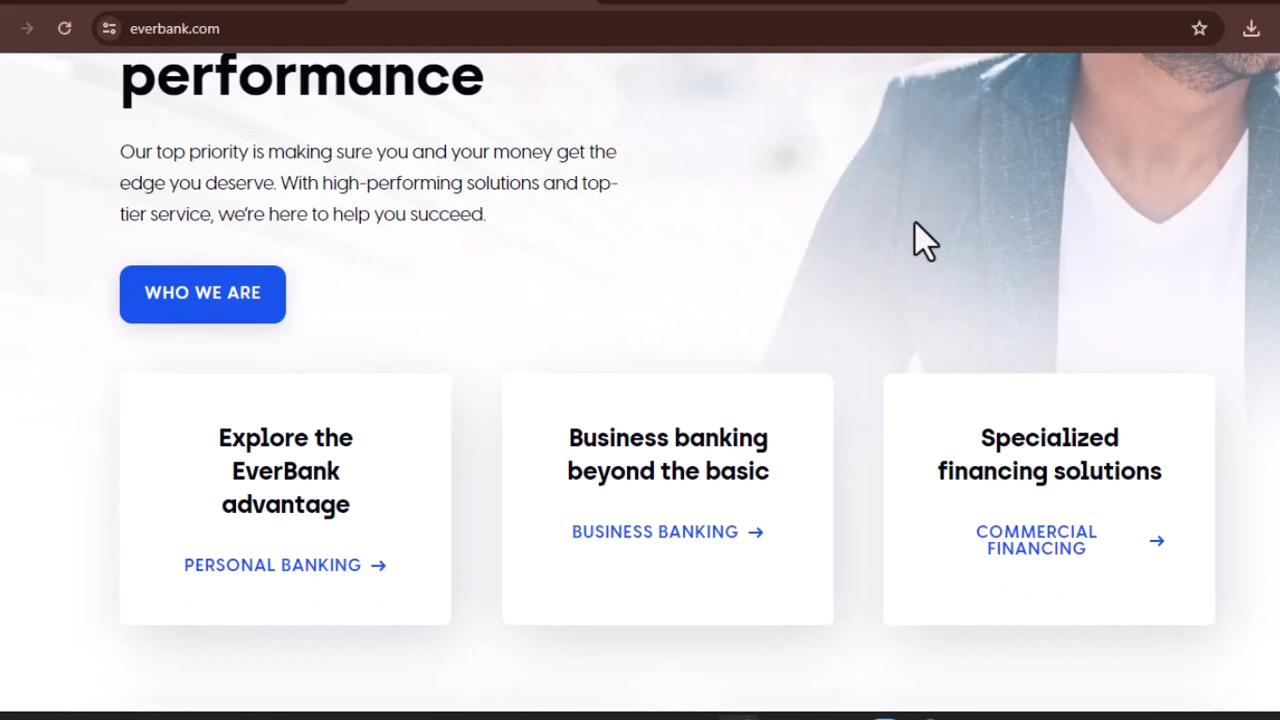 everbank.com
performance
Our top priority is making sure you and your money get the
edge you deserve. With high-performing solutions and top-
tier service, we're here to help you succeed.
WHO WE ARE
Explore the
EverBank
advantage
PERSONAL BANKING →
Business banking
beyond the basic
BUSINESS BANKING →
Specialized
financing solutions
COMMERCIAL
FINANCING →